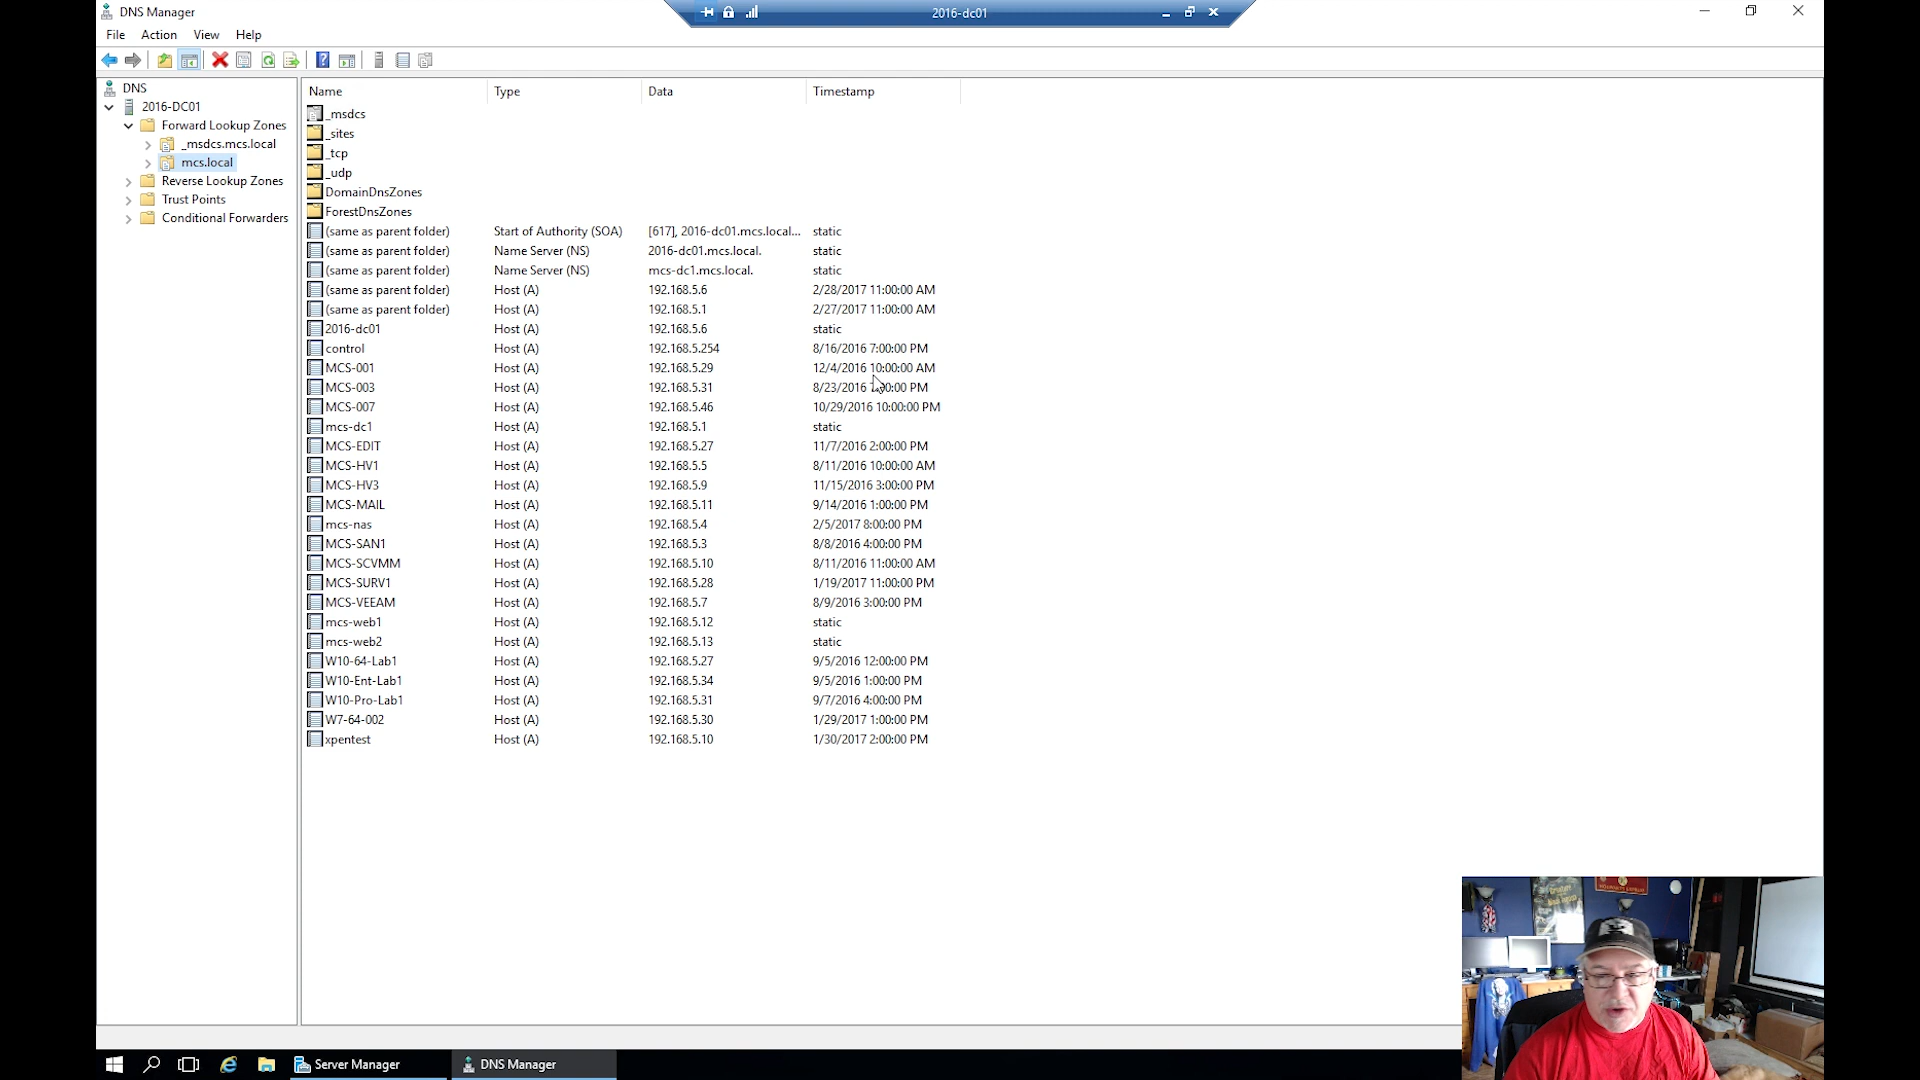 DNS Manager
2016-dc01
File Action View Help
DNS
2016-DC01
Forward Lookup Zones
_msdcs.mcs.local
mcs.local
Reverse Lookup Zones
Trust Points
Conditional Forwarders
Name Type Data Timestamp
_msdcs
_sites
_tcp
_udp
DomainDnsZones
ForestDnsZones
(same as parent folder) Start of Authority (SOA) [617], 2016-dc01.mcs.local... static
(same as parent folder) Name Server (NS) 2016-dc01.mcs.local. static
(same as parent folder) Name Server (NS) mcs-dc1.mcs.local. static
(same as parent folder) Host (A) 192.168.5.6 2/28/2017 11:00:00 AM
(same as parent folder) Host (A) 192.168.5.1 2/27/2017 11:00:00 AM
2016-dc01 Host (A) 192.168.5.6 static
control Host (A) 192.168.5.254 8/16/2016 7:00:00 PM
MCS-001 Host (A) 192.168.5.29 12/4/2016 10:00:00 AM
MCS-003 Host (A) 192.168.5.31 8/23/2016 PM
MCS-007 Host (A) 192.168.5.46 10/29/2016 10:00:00 PM
mcs-dc1 Host (A) 192.168.5.1 static
MCS-EDIT Host (A) 192.168.5.27 11/7/2016 2:00:00 PM
MCS-HV1 Host (A) 192.168.5.5 8/11/2016 10:00:00 AM
MCS-HV3 Host (A) 192.168.5.9 11/15/2016 3:00:00 PM
MCS-MAIL Host (A) 192.168.5.11 9/14/2016 1:00:00 PM
mcs-nas Host (A) 192.168.5.4 2/5/2017 8:00:00 PM
MCS-SAN1 Host (A) 192.168.5.3 8/8/2016 4:00:00 PM
MCS-SCVMM Host (A) 192.168.5.10 8/11/2016 11:00:00 AM
MCS-SURV1 Host (A) 192.168.5.28 1/19/2017 11:00:00 PM
MCS-VEEAM Host (A) 192.168.5.7 8/9/2016 3:00:00 PM
mcs-web1 Host (A) 192.168.5.12 static
mcs-web2 Host (A) 192.168.5.13 static
W10-64-Lab1 Host (A) 192.168.5.27 9/5/2016 12:00:00 PM
W10-Ent-Lab1 Host (A) 192.168.5.34 9/5/2016 1:00:00 PM
W10-Pro-Lab1 Host (A) 192.168.5.31 9/7/2016 4:00:00 PM
W7-64-002 Host (A) 192.168.5.30 1/29/2017 1:00:00 PM
xpentest Host (A) 192.168.5.10 1/30/2017 2:00:00 PM
Server Manager
DNS Manager